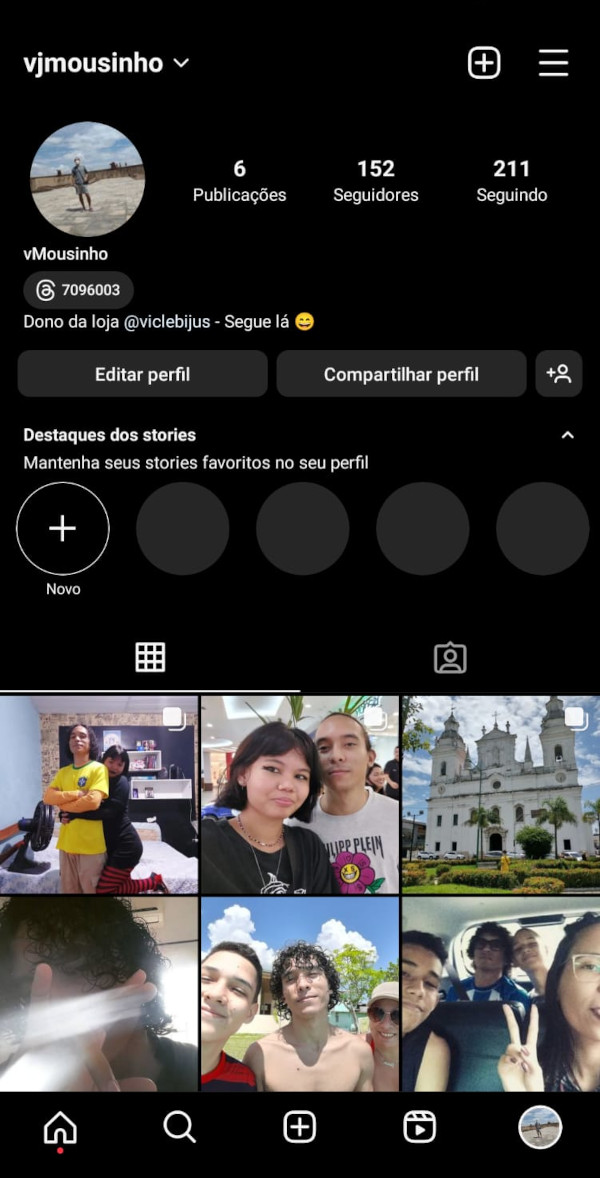 vjmousinho
6
152
211
Publicações
Seguidores
Seguindo
vMousinho
7096003
Dono da loja @viclebijus - Segue lá 😄
Editar perfil
Compartilhar perfil
Destaques dos stories
Mantenha seus stories favoritos no seu perfil
Novo
PLEIN